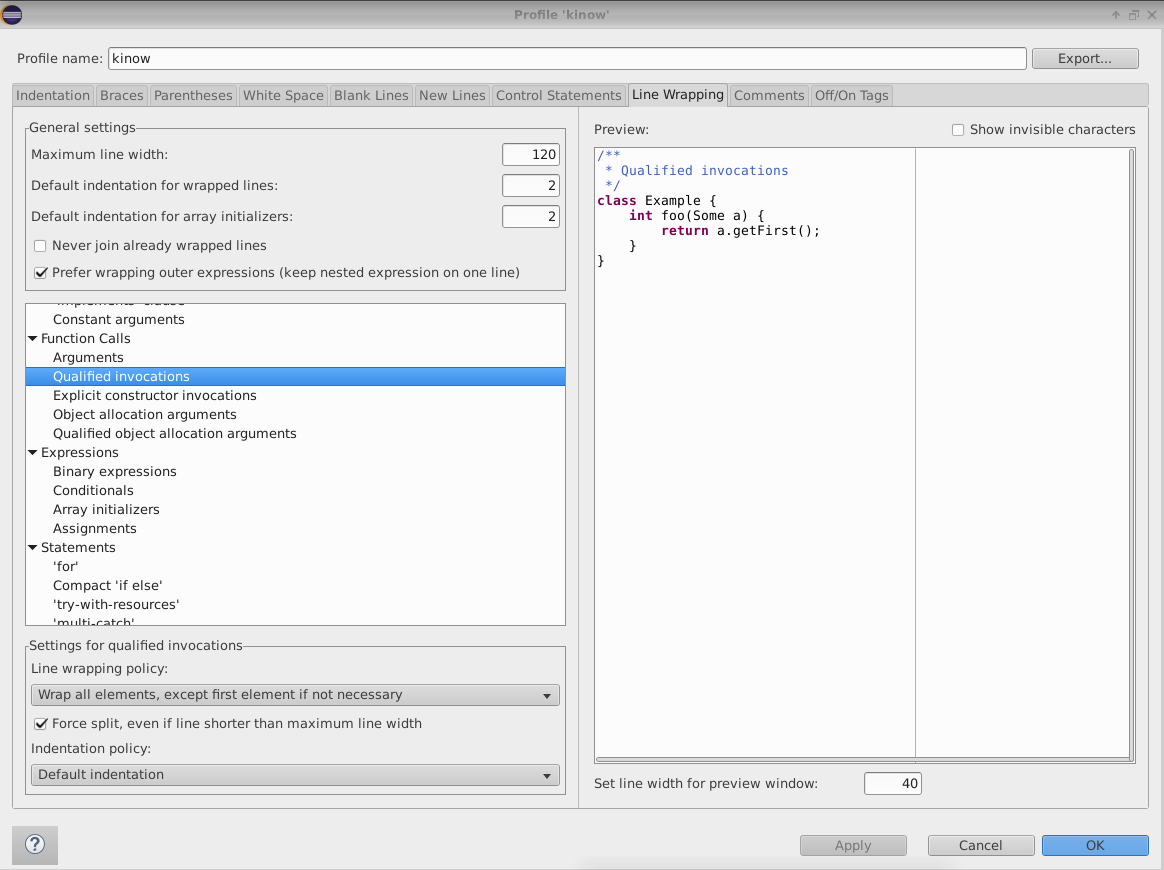 Profile 'kinow'
Profile name: kinow Export...
Indentation Braces Parentheses White Space Blank Lines New Lines Control Statements Line Wrapping Comments Off/On Tags
General settings
Maximum line width: 120
Default indentation for wrapped lines: 2
Default indentation for array initializers: 2
Never join already wrapped lines
Prefer wrapping outer expressions (keep nested expression on one line)
'implements' clause
Constant arguments
Function Calls
Arguments
Qualified invocations
Explicit constructor invocations
Object allocation arguments
Qualified object allocation arguments
Expressions
Binary expressions
Conditionals
Array initializers
Assignments
Statements
'for'
Compact 'if else'
'try-with-resources'
'multi-catch'
Settings for qualified invocations
Line wrapping policy:
Wrap all elements, except first element if not necessary
Force split, even if line shorter than maximum line width
Indentation policy:
Default indentation
Preview:
Show invisible characters
/**
 * Qualified invocations
 */
class Example {
    int foo(Some a) {
        return a.getFirst();
    }
}
Set line width for preview window: 40
?
Apply Cancel OK